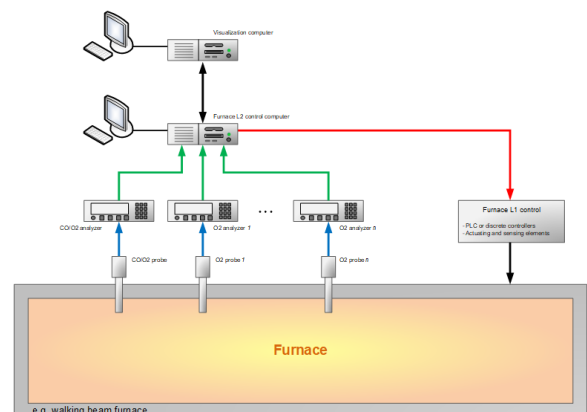 Visualization computer
Furnace L2 control computer
CO/O2 analyzer
O2 analyzer 1
...
O2 analyzer n
Furnace L1 control
- PLC or discrete controllers
- Actuating and sensing elements
CO/O2 probe
O2 probe 1
O2 probe n
Furnace
e.g. walking beam furnace